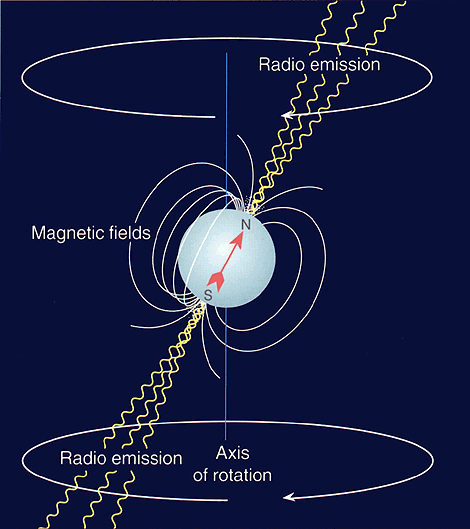 Radio emission
Magnetic fields
N
S
Radio emission
Axis
of rotation